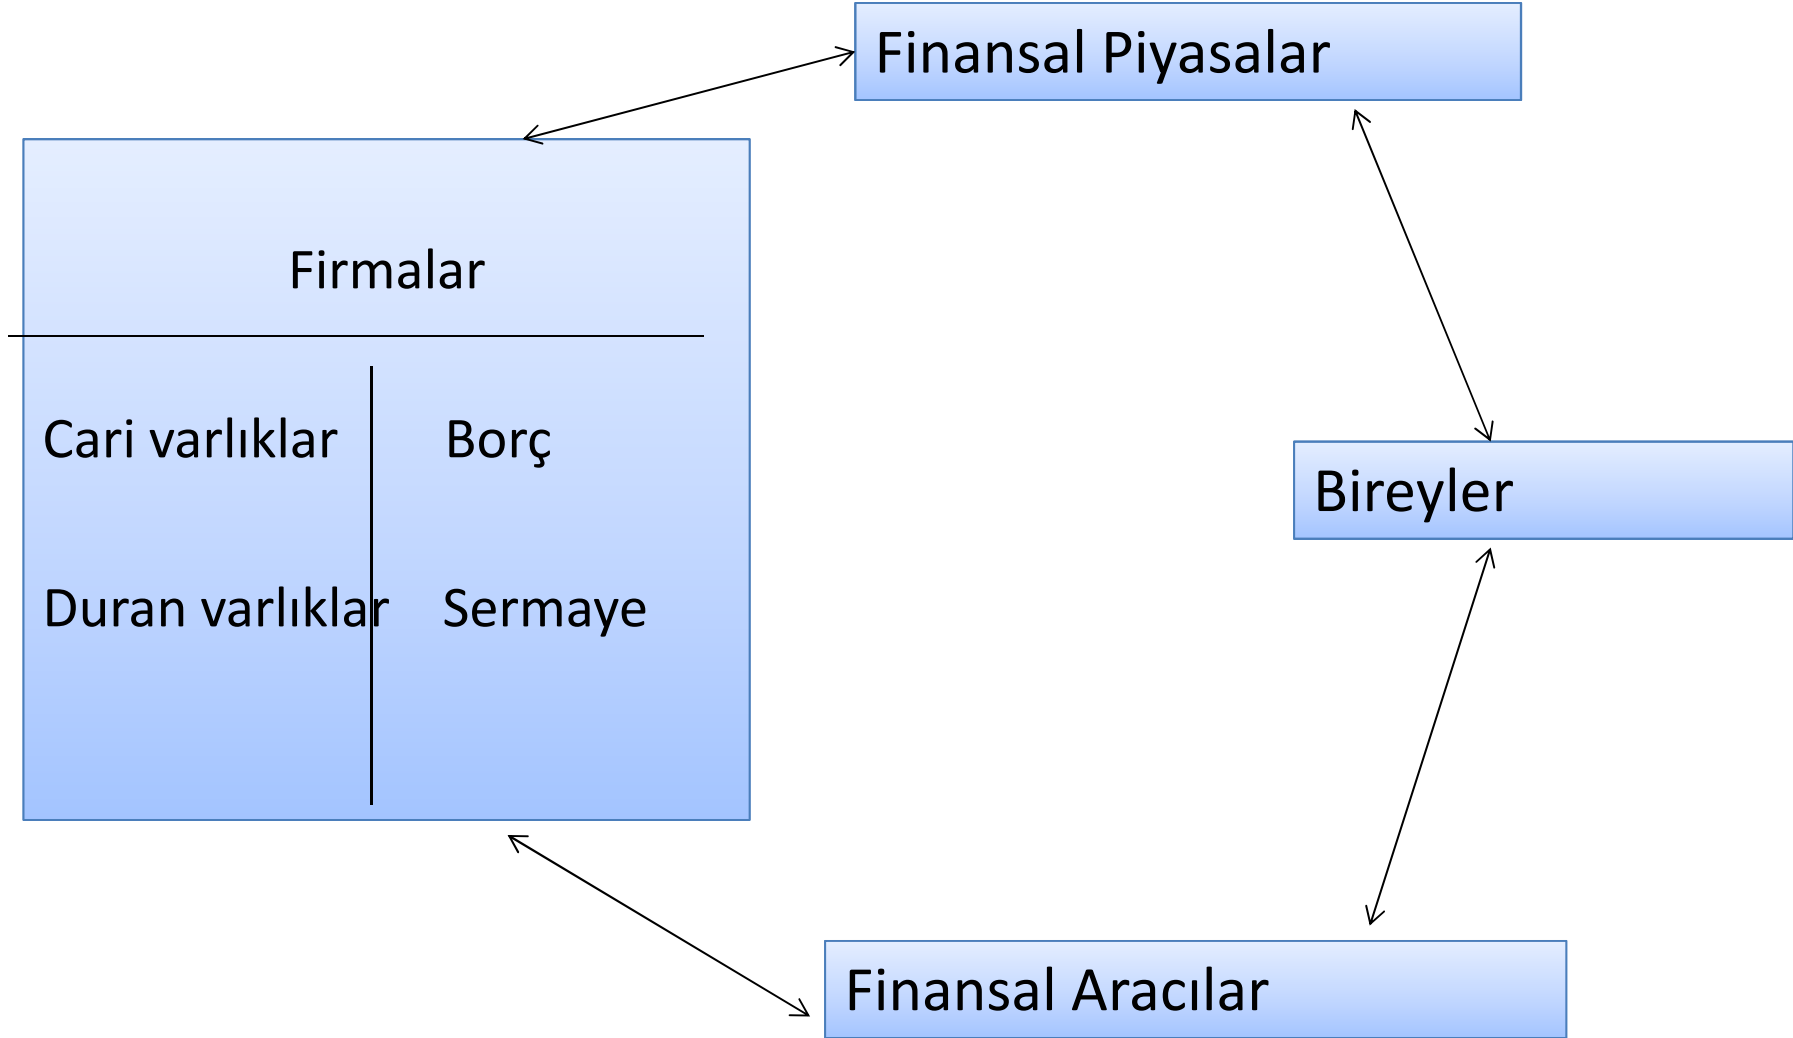 Finansal Piyasalar
Firmalar
Cari varlıklar Borç
Duran varlıklar Sermaye
Bireyler
Finansal Aracılar